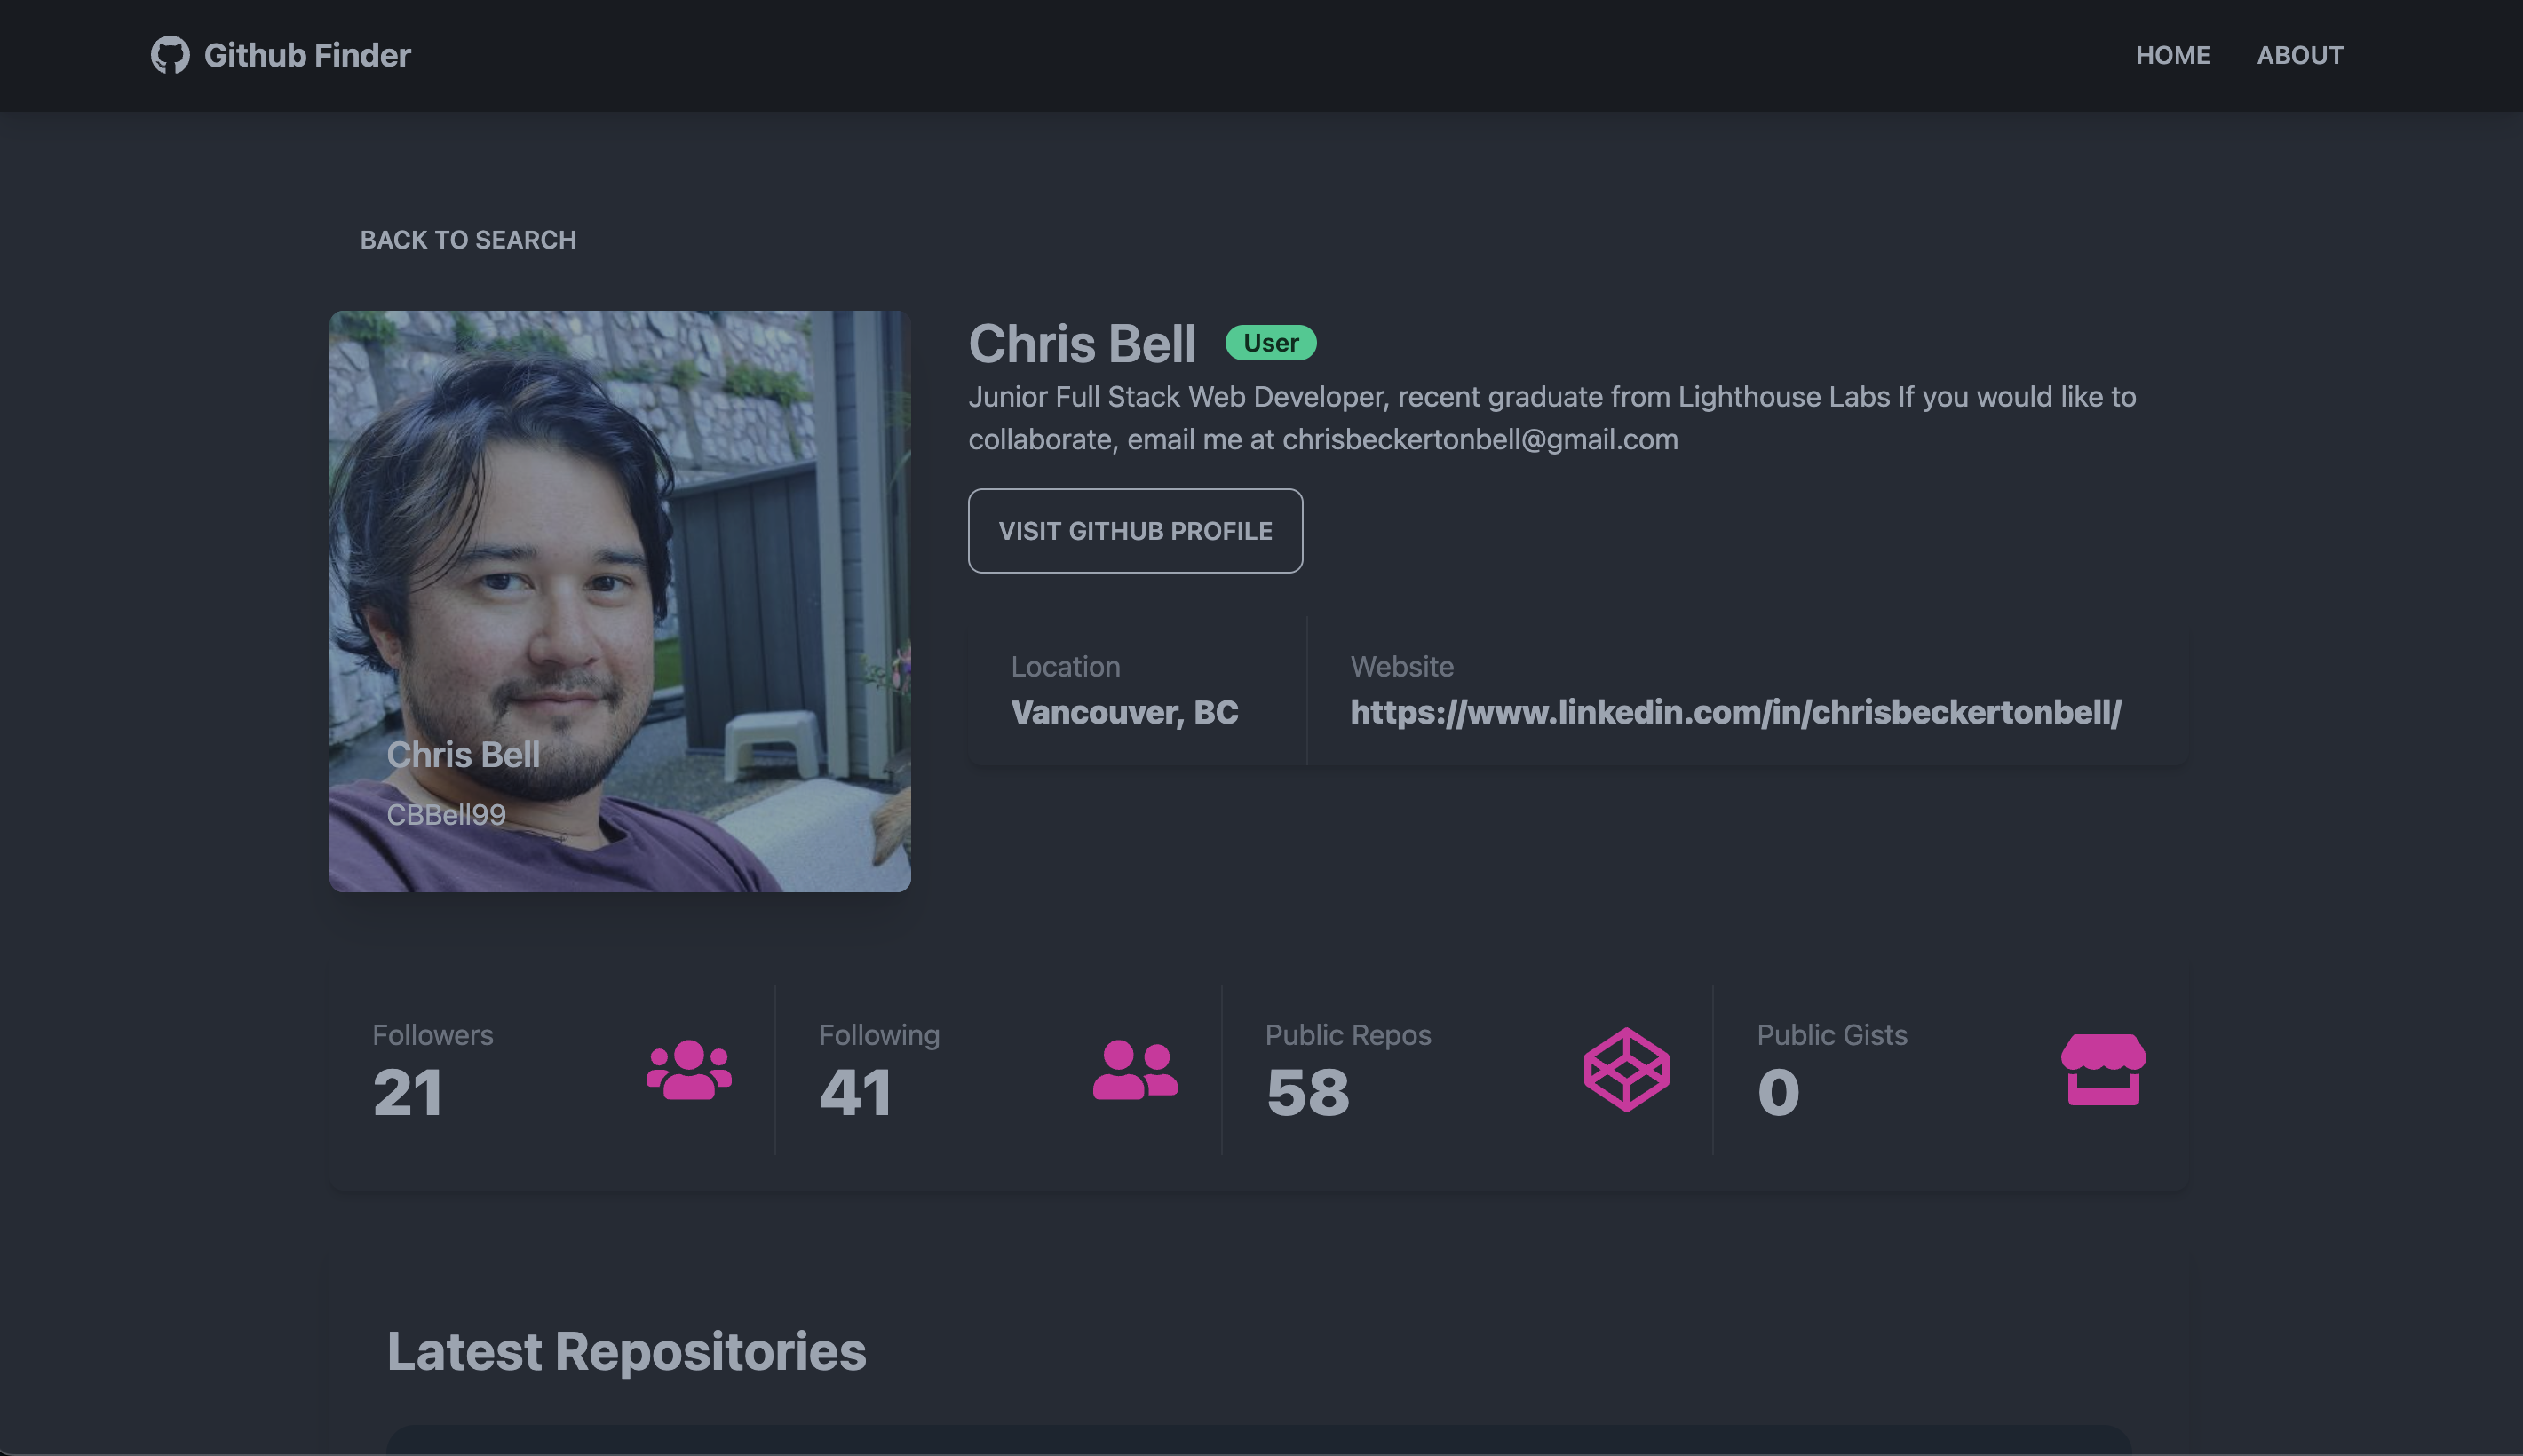 Github Finder
HOME
ABOUT
BACK TO SEARCH
Chris Bell
User
Junior Full Stack Web Developer, recent graduate from Lighthouse Labs If you would like to
collaborate, email me at chrisbeckertonbell@gmail.com
VISIT GITHUB PROFILE
Location
Vancouver, BC
Website
https://www.linkedin.com/in/chrisbeckertonbell/
Chris Bell
CBBell99
Followers
21
Following
41
Public Repos
58
Public Gists
0
Latest Repositories